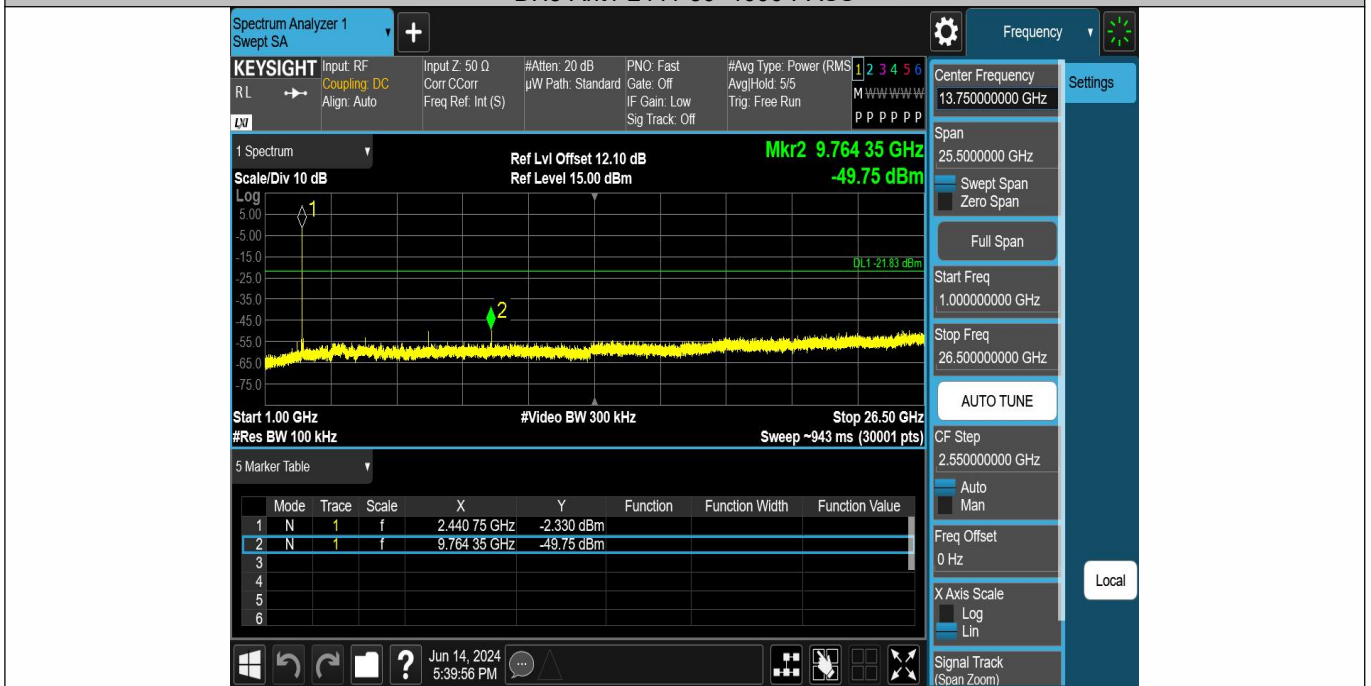 Spectrum Analyzer 1
Swept SA
Frequency
KEYSIGHT
RL
LXI
Input: RF
Coupling: DC
Align: Auto
Input Z: 50 Ω
Corr CCorr
Freq Ref: Int (S)
#Atten: 20 dB
µW Path: Standard
PNO: Fast
Gate: Off
IF Gain: Low
Sig Track: Off
#Avg Type: Power (RMS
Avg|Hold: 5/5
Trig: Free Run
1 2 3 4 5 6
M W W W W W
P P P P P P
1 Spectrum
Scale/Div 10 dB
Ref Lvl Offset 12.10 dB
Ref Level 15.00 dBm
Mkr2 9.764 35 GHz
-49.75 dBm
Log
5.00
-5.00
-15.0
-25.0
-35.0
-45.0
-55.0
-65.0
-75.0
1
2
DL1 -21.83 dBm
Start 1.00 GHz
#Video BW 300 kHz
Stop 26.50 GHz
#Res BW 100 kHz
Sweep ~943 ms (30001 pts)
5 Marker Table
Mode Trace Scale X Y Function Function Width Function Value
1 N 1 f 2.440 75 GHz -2.330 dBm
2 N 1 f 9.764 35 GHz -49.75 dBm
3
4
5
6
Jun 14, 2024
5:39:56 PM
Center Frequency
13.750000000 GHz
Settings
Span
25.5000000 GHz
Swept Span
Zero Span
Full Span
Start Freq
1.000000000 GHz
Stop Freq
26.500000000 GHz
AUTO TUNE
CF Step
2.550000000 GHz
Auto
Man
Freq Offset
0 Hz
X Axis Scale
Log
Lin
Local
Signal Track
(Span Zoom)